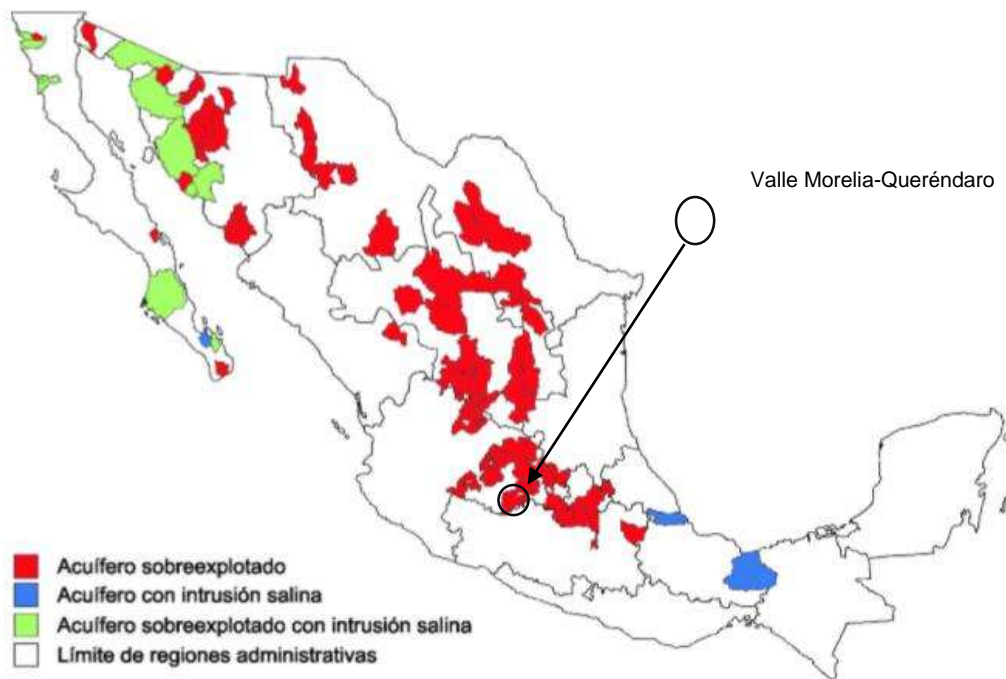 Valle Morelia-Queréndaro
Acuífero sobreexplotado
Acuífero con intrusión salina
Acuífero sobreexplotado con intrusión salina
Límite de regiones administrativas